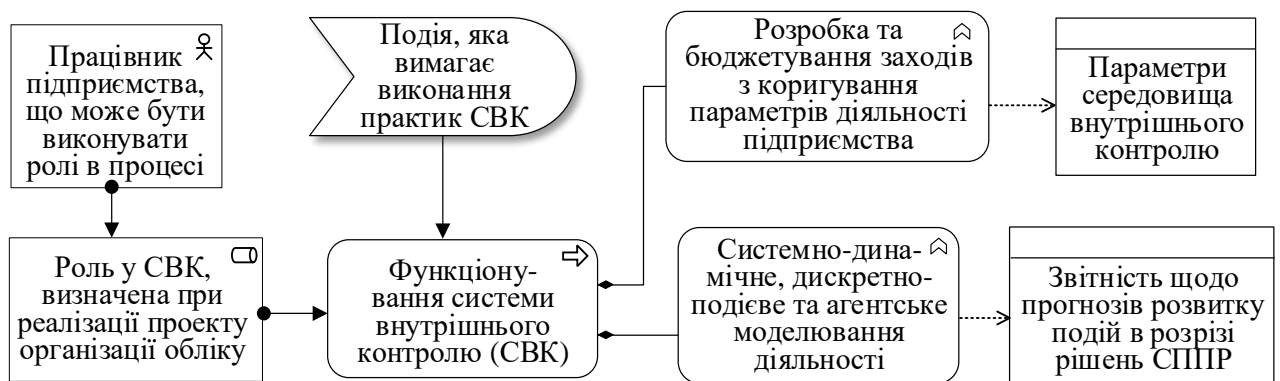 Працівник
підприємства,
що може бути
виконувати
ролі в процесі
Подія, яка
вимагає
виконання
практик СВК
Розробка та
бюджетування заходів
з коригування
параметрів діяльності
підприємства
Параметри
середовища
внутрішнього
контролю
Роль у СВК,
визначена при
реалізації проекту
організації обліку
Функціону-
вання системи
внутрішнього
контролю (СВК)
Системно-дина-
мічне, дискретно-
подієве та агентське
моделювання
діяльності
Звітність щодо
прогнозів розвитку
подій в розрізі
рішень СППР